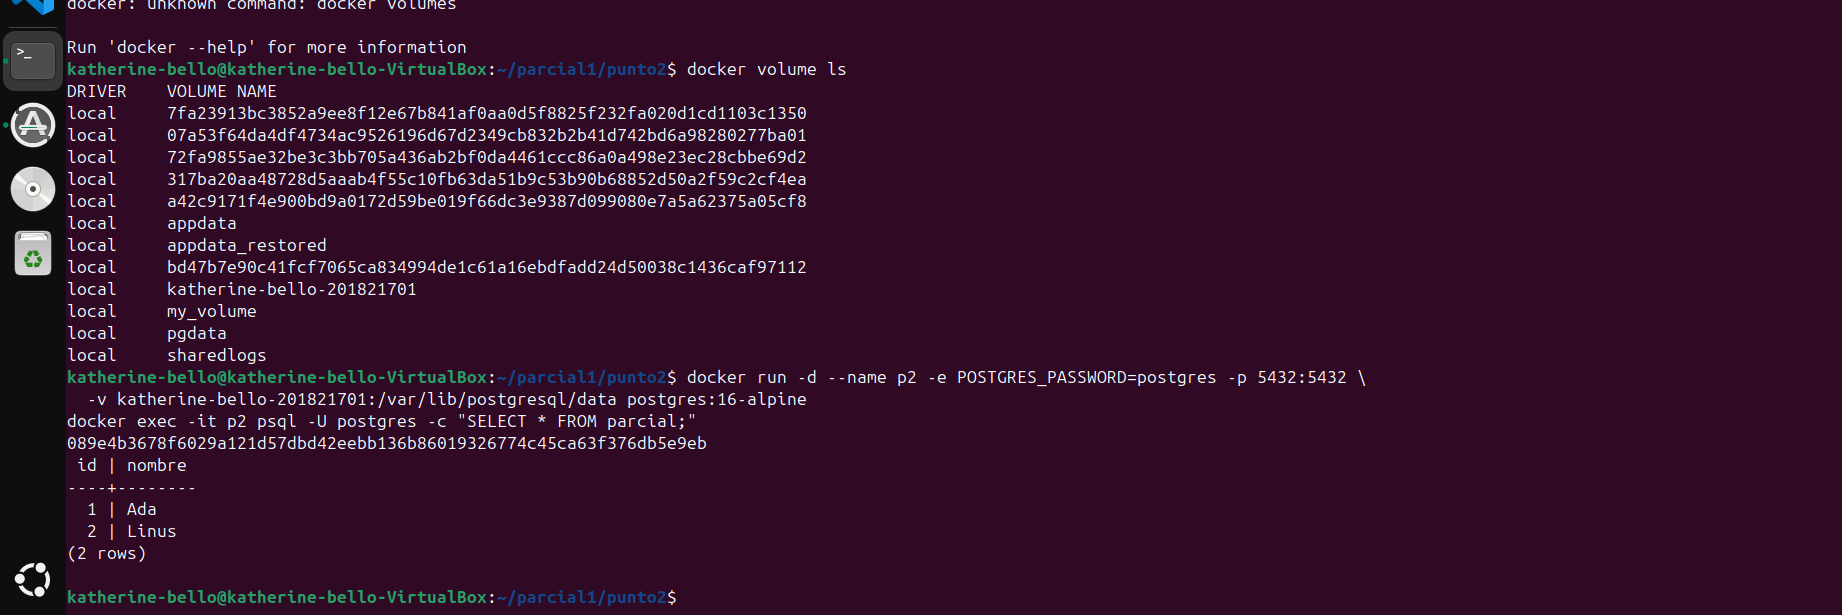 docker: unknown command: docker volumes
Run 'docker --help' for more information
katherine-bello@katherine-bello-VirtualBox:~/parcial1/punto2$ docker volume ls
DRIVER    VOLUME NAME
local     7fa23913bc3852a9ee8f12e67b841af0aa0d5f8825f232fa020d1cd1103c1350
local     07a53f64da4df4734ac9526196d67d2349cb832b2b41d742bd6a98280277ba01
local     72fa9855ae32be3c3bb705a436ab2bf0da4461ccc86a0a498e23ec28cbbe69d2
local     317ba20aa48728d5aaab4f55c10fb63da51b9c53b90b68852d50a2f59c2cf4ea
local     a42c9171f4e900bd9a0172d59be019f66dc3e9387d099080e7a5a62375a05cf8
local     appdata
local     appdata_restored
local     bd47b7e90c41fcf7065ca834994de1c61a16ebdfadd24d50038c1436caf97112
local     katherine-bello-201821701
local     my_volume
local     pgdata
local     sharedlogs
katherine-bello@katherine-bello-VirtualBox:~/parcial1/punto2$ docker run -d --name p2 -e POSTGRES_PASSWORD=postgres -p 5432:5432 \
  -v katherine-bello-201821701:/var/lib/postgresql/data postgres:16-alpine
docker exec -it p2 psql -U postgres -c "SELECT * FROM parcial;"
089e4b3678f6029a121d57dbd42eebb136b86019326774c45ca63f376db5e9eb
 id | nombre
----+--------
  1 | Ada
  2 | Linus
(2 rows)
katherine-bello@katherine-bello-VirtualBox:~/parcial1/punto2$